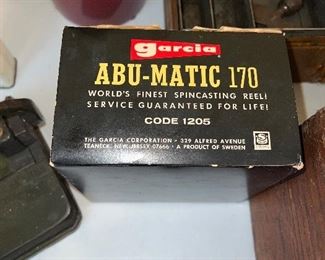 garcia
ABU-MATIC 170
WORLD'S FINEST SPINCASTING REEL!
SERVICE GUARANTEED FOR LIFE!
CODE 1205
THE GARCIA CORPORATION • 329 ALFRED AVENUE
TEANECK, NEW JERSEY 07666 • A PRODUCT OF SWEDEN